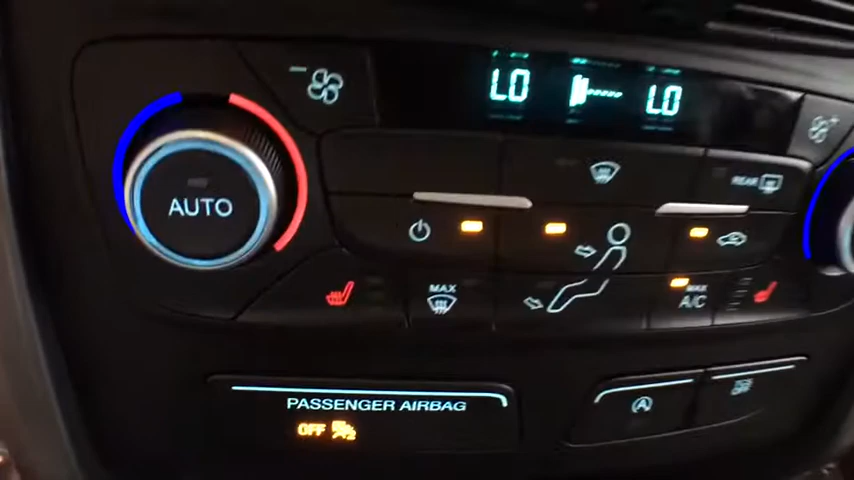 LO LO
REAR
AUTO
MAX
MAX
A/C
PASSENGER AIRBAG
OFF
A